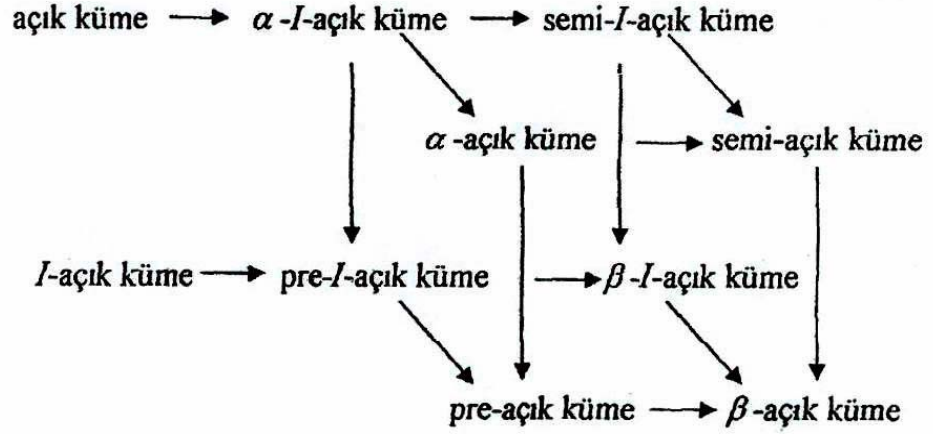 açık küme → α-I-açık küme → semi-I-açık küme
α-açık küme → semi-açık küme
I-açık küme → pre-I-açık küme → β-I-açık küme
pre-açık küme → β-açık küme